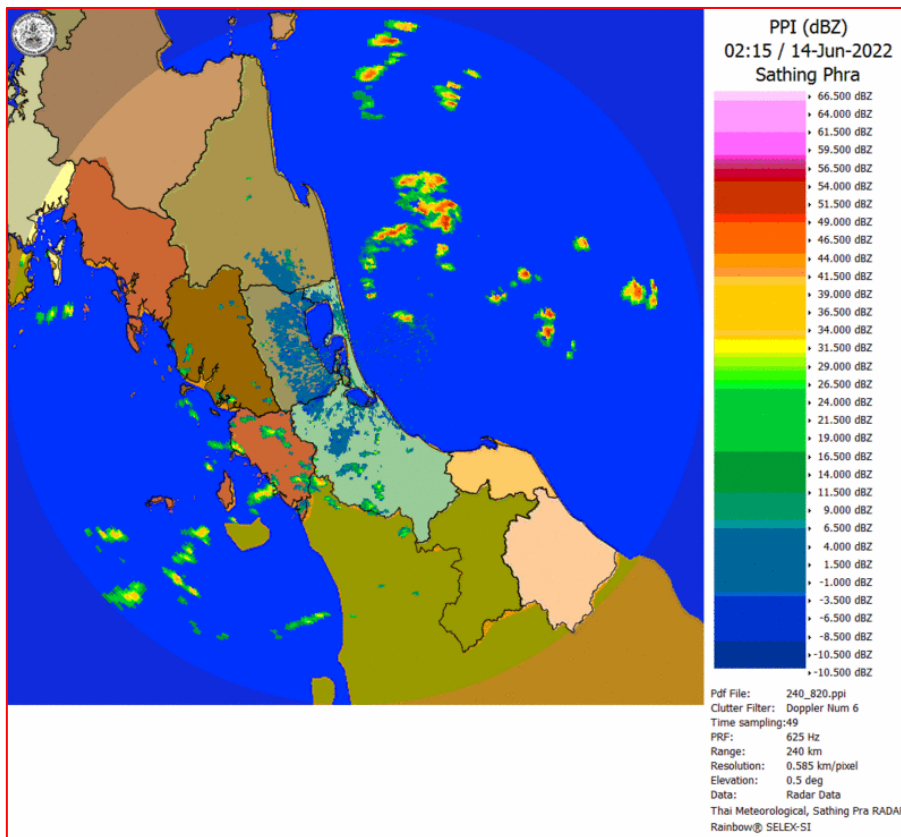 PPI (dBZ)
02:15 / 14-Jun-2022
Sathing Phra
66.500 dBZ
64.000 dBZ
61.500 dBZ
59.500 dBZ
56.500 dBZ
54.000 dBZ
51.500 dBZ
49.000 dBZ
46.500 dBZ
44.000 dBZ
41.500 dBZ
39.000 dBZ
36.500 dBZ
34.000 dBZ
31.500 dBZ
29.000 dBZ
26.500 dBZ
24.000 dBZ
21.500 dBZ
19.000 dBZ
16.500 dBZ
14.000 dBZ
11.500 dBZ
9.000 dBZ
6.500 dBZ
4.000 dBZ
1.500 dBZ
-1.000 dBZ
-3.500 dBZ
-8.500 dBZ
-10.500 dBZ
-10.500 dBZ
Pdf File: 240_820.ppi
Clutter Filter: Doppler Num 6
Time sampling:49
PRF: 625 Hz
Range: 240 km
Resolution: 0.585 km/pixel
Elevation: 0.5 deg
Data: Radar Data
Thai Meteorological, Sathing Pra RADA
Rainbow® SELEX-SI